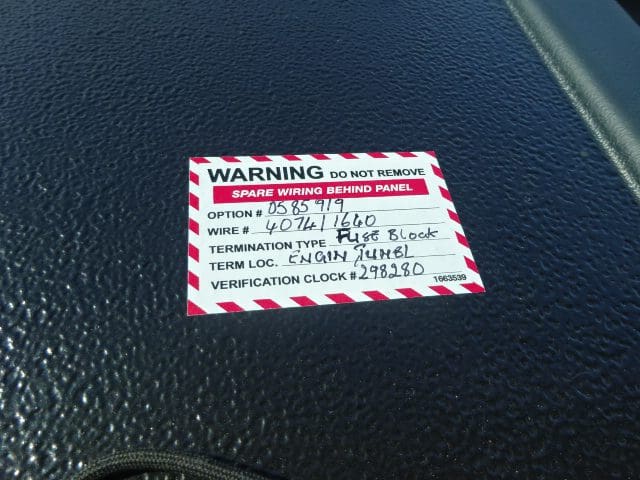 WARNING DO NOT REMOVE
SPARE WIRING BEHIND PANEL
OPTION # 0585919
WIRE # 4074/1640
TERMINATION TYPE FUSE BLOCK
TERM LOC. ENGIN TUNEL
VERIFICATION CLOCK # 298280
1663539